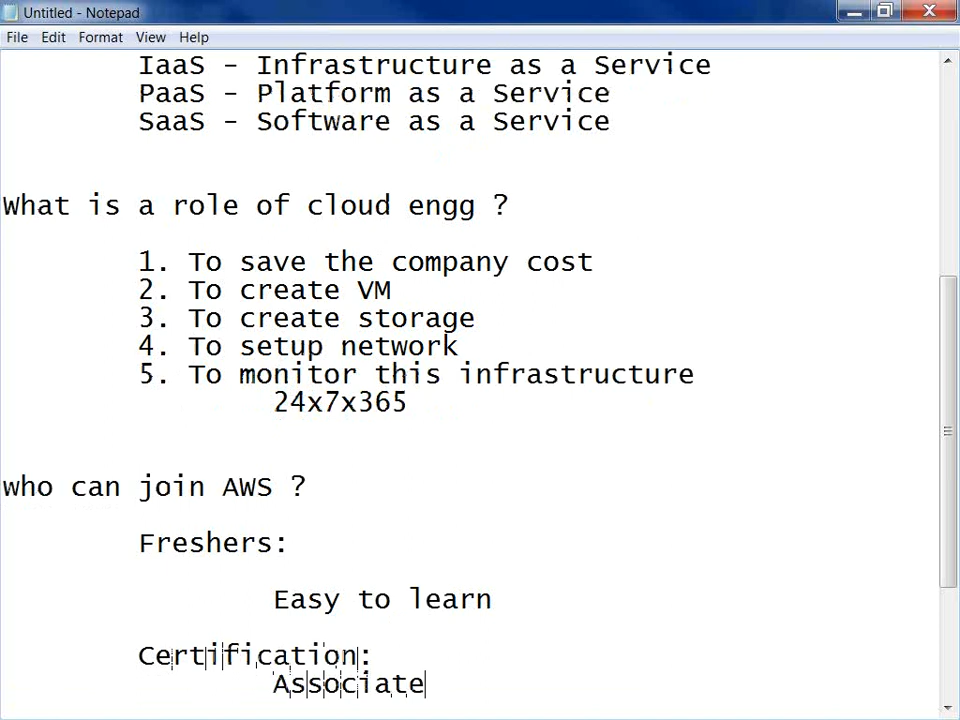 Untitled - Notepad
File Edit Format View Help
IaaS - Infrastructure as a Service
PaaS - Platform as a Service
SaaS - Software as a Service
What is a role of cloud engg ?
1. To save the company cost
2. To create VM
3. To create storage
4. To setup network
5. To monitor this infrastructure
24x7x365
who can join AWS ?
Freshers:
Easy to learn
Certification:
Associate